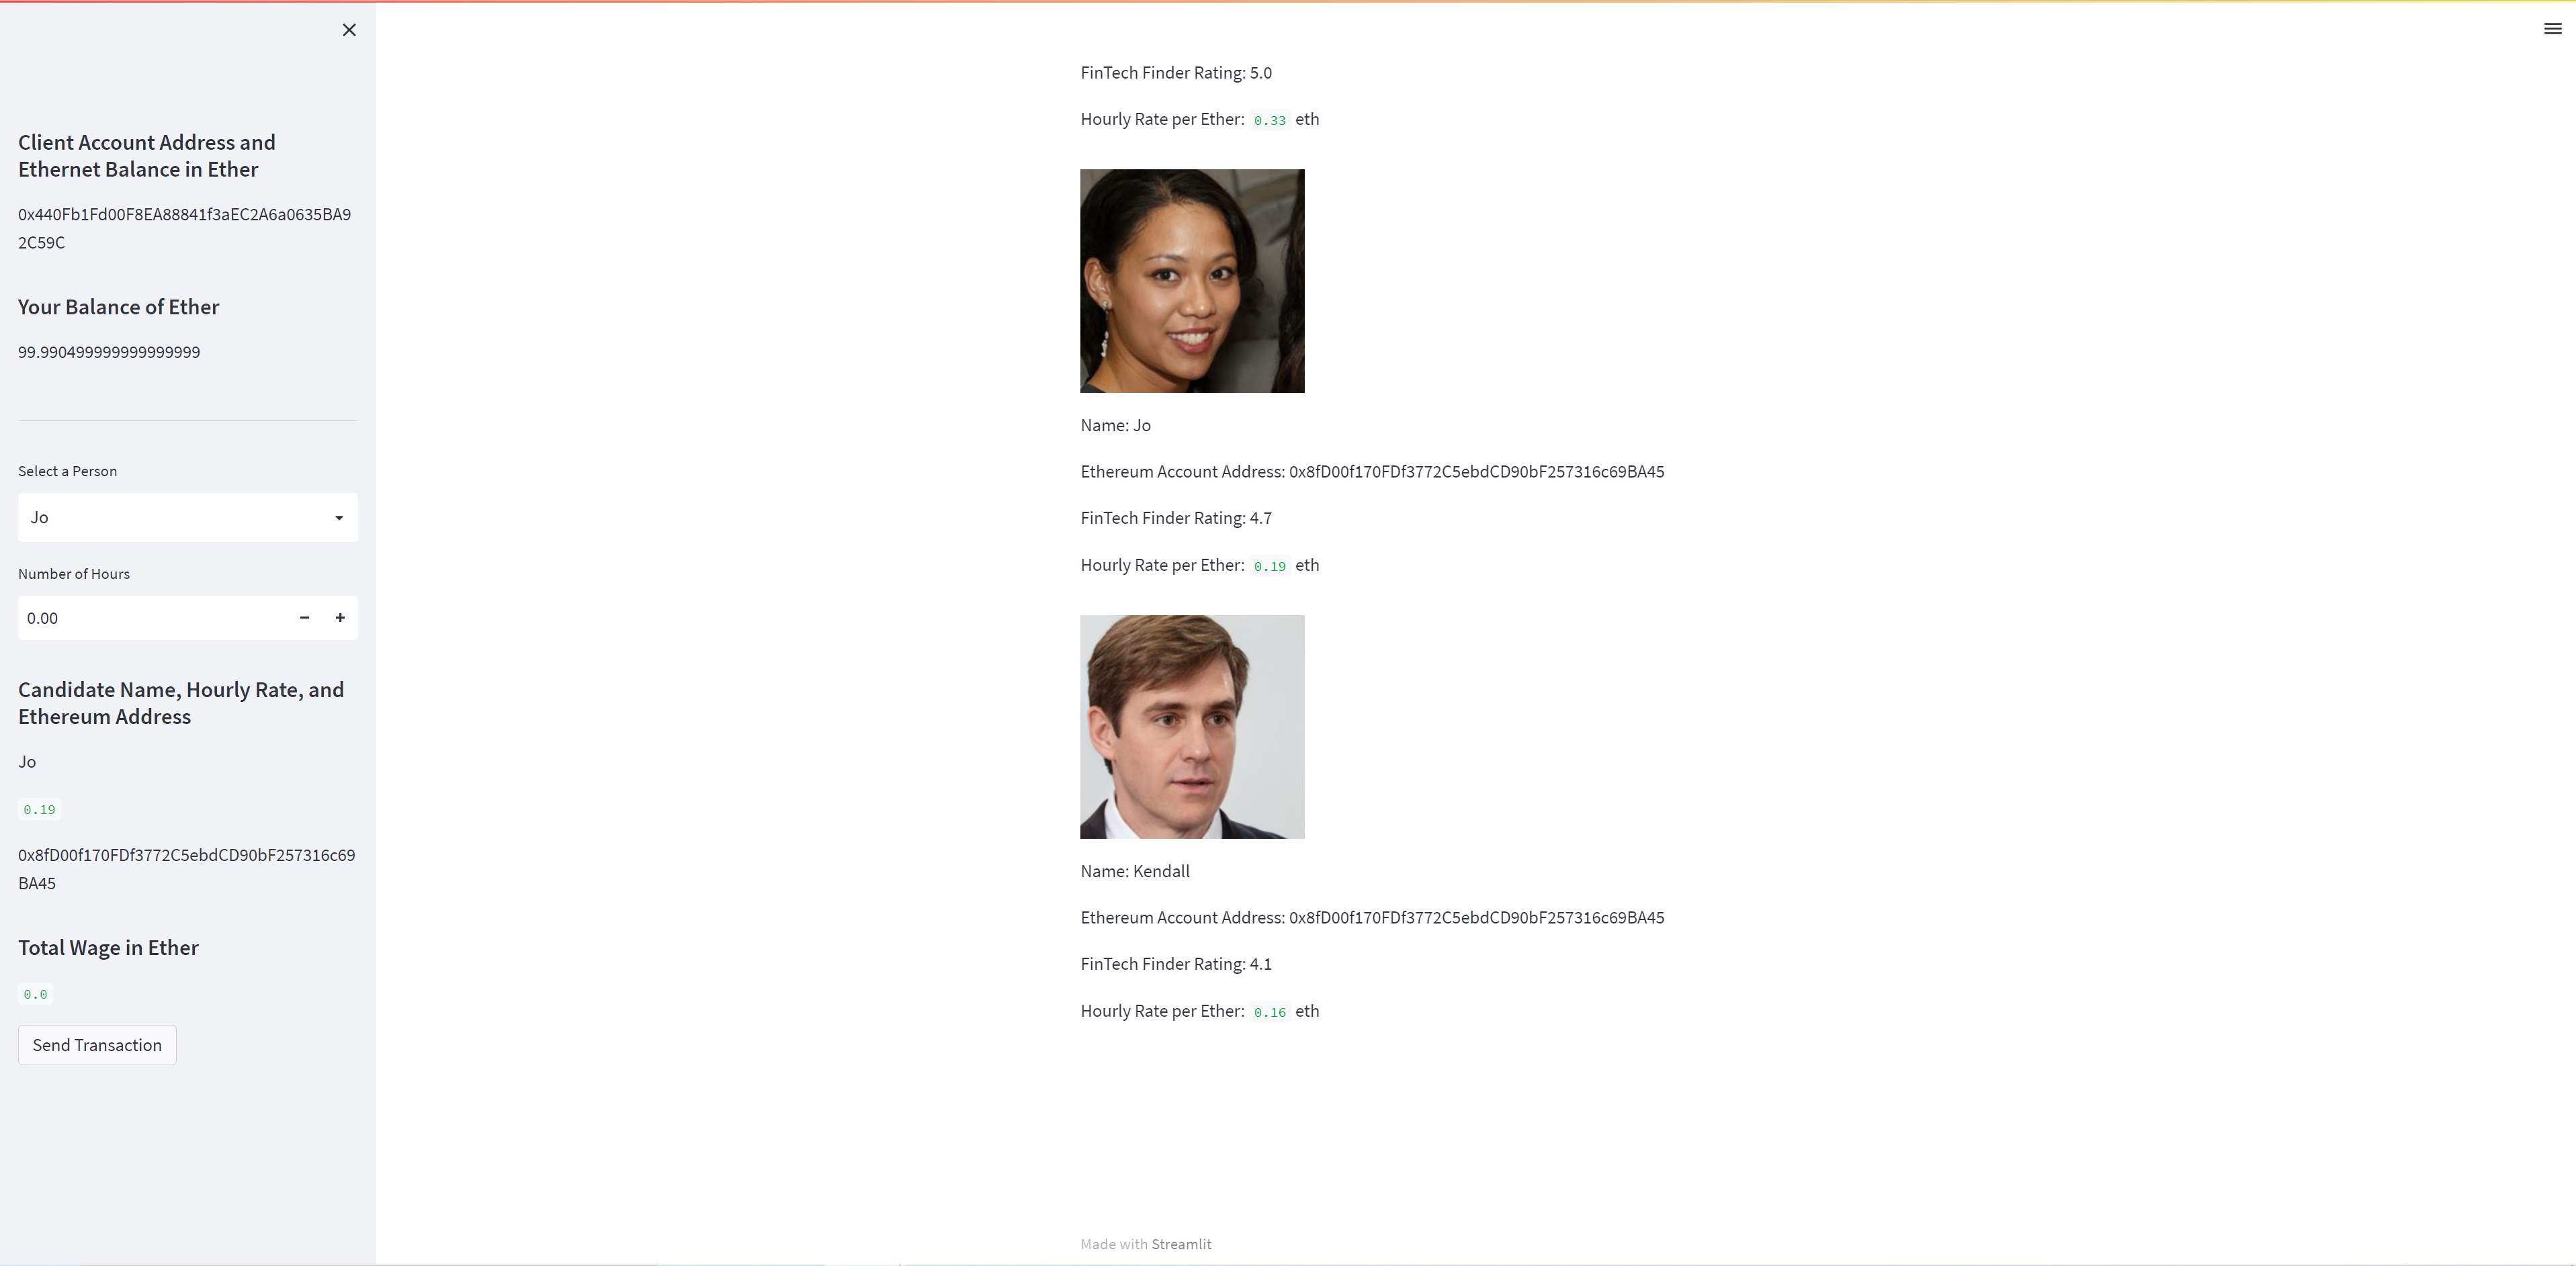 Client Account Address and
Ethernet Balance in Ether
0x440Fb1Fd00F8EA88841f3aEC2A6a0635BA9
2C59C
Your Balance of Ether
99.990499999999999999
Select a Person
Jo
Number of Hours
0.00
Candidate Name, Hourly Rate, and
Ethereum Address
Jo
0.19
0x8fD00f170FDf3772C5ebdCD90bF257316c69
BA45
Total Wage in Ether
0.0
Send Transaction
FinTech Finder Rating: 5.0
Hourly Rate per Ether: 0.33 eth
Name: Jo
Ethereum Account Address: 0x8fD00f170FDf3772C5ebdCD90bF257316c69BA45
FinTech Finder Rating: 4.7
Hourly Rate per Ether: 0.19 eth
Name: Kendall
Ethereum Account Address: 0x8fD00f170FDf3772C5ebdCD90bF257316c69BA45
FinTech Finder Rating: 4.1
Hourly Rate per Ether: 0.16 eth
Made with Streamlit